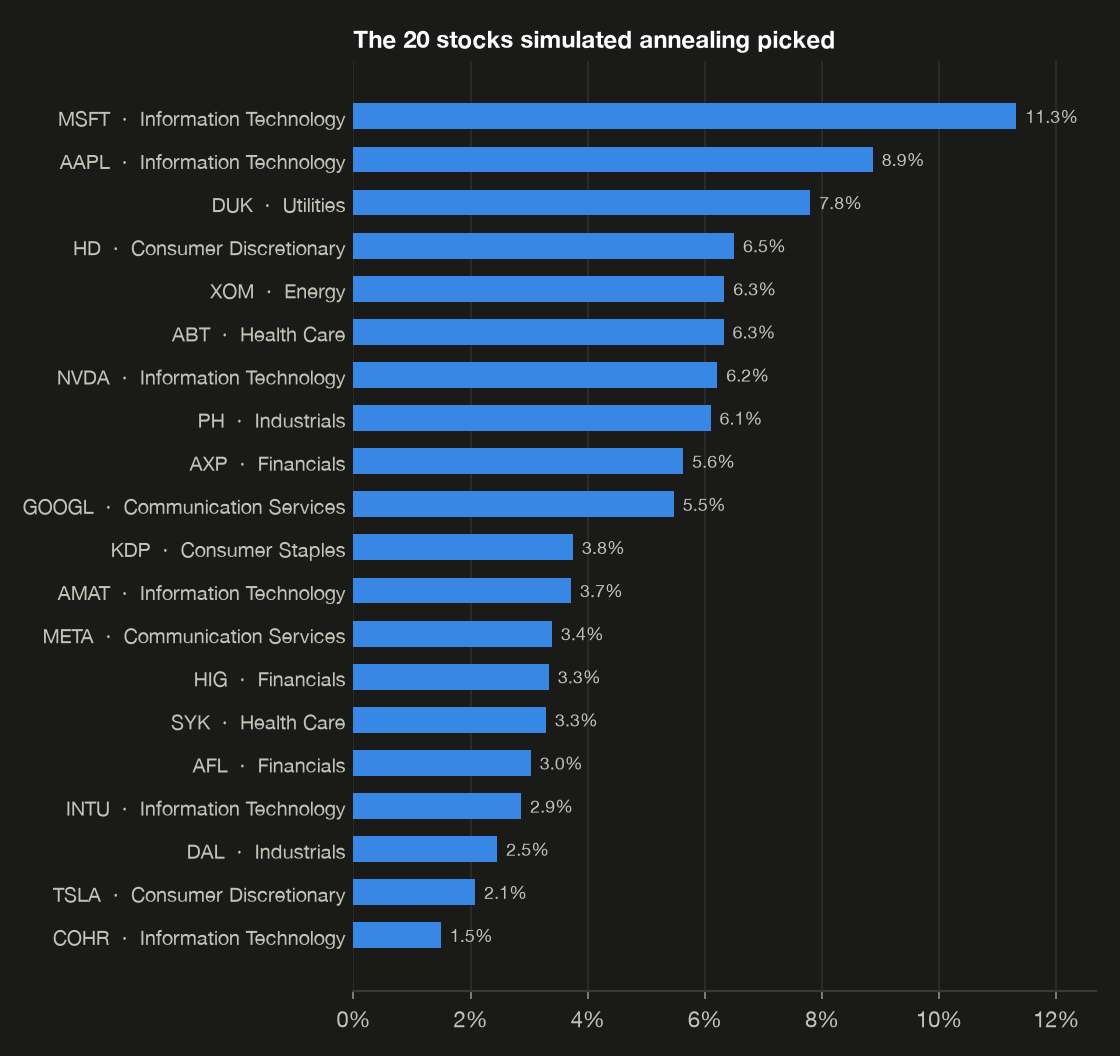 The 20 stocks simulated annealing picked
MSFT · Information Technology 11.3%
AAPL · Information Technology 8.9%
DUK · Utilities 7.8%
HD · Consumer Discretionary 6.5%
XOM · Energy 6.3%
ABT · Health Care 6.3%
NVDA · Information Technology 6.2%
PH · Industrials 6.1%
AXP · Financials 5.6%
GOOGL · Communication Services 5.5%
KDP · Consumer Staples 3.8%
AMAT · Information Technology 3.7%
META · Communication Services 3.4%
HIG · Financials 3.3%
SYK · Health Care 3.3%
AFL · Financials 3.0%
INTU · Information Technology 2.9%
DAL · Industrials 2.5%
TSLA · Consumer Discretionary 2.1%
COHR · Information Technology 1.5%
0% 2% 4% 6% 8% 10% 12%